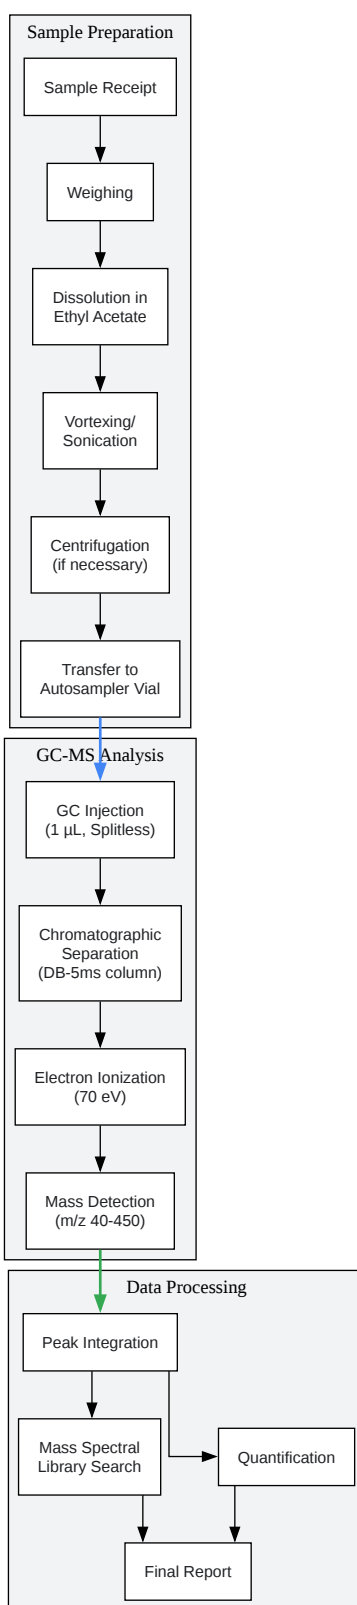 Sample Preparation
Sample Receipt
Weighing
Dissolution in
Ethyl Acetate
Vortexing/
Sonication
Centrifugation
(if necessary)
Transfer to
Autosampler Vial
GC-MS Analysis
GC Injection
(1 µL, Splitless)
Chromatographic
Separation
(DB-5ms column)
Electron Ionization
(70 eV)
Mass Detection
(m/z 40-450)
Data Processing
Peak Integration
Mass Spectral
Library Search
Quantification
Final Report